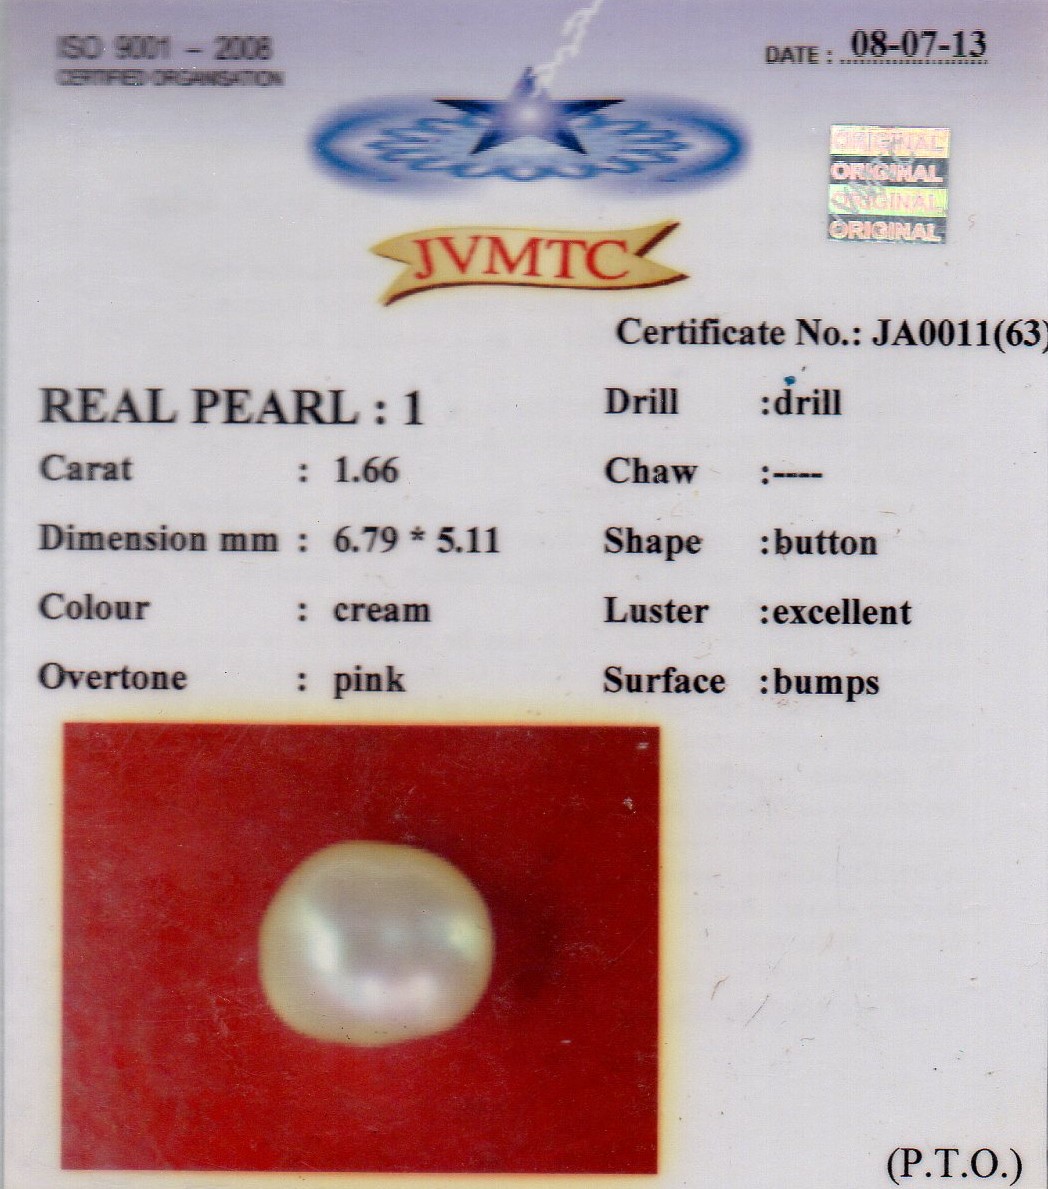 ISO 9001 - 2008
CERTIFIED ORGANISATION
DATE : 08-07-13
ORIGINAL
ORIGINAL
ORIGINAL
ORIGINAL
JVMTC
Certificate No.: JA0011(63)
REAL PEARL : 1
Drill :drill
Carat : 1.66
Chaw :----
Dimension mm : 6.79 * 5.11
Shape :button
Colour : cream
Luster :excellent
Overtone : pink
Surface :bumps
(P.T.O.)